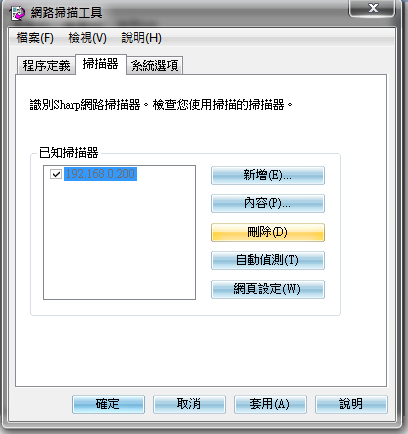 網路掃描工具
檔案(F) 檢視(V) 說明(H)
程序定義 掃描器 系統選項
識別Sharp網路掃描器。檢查您使用掃描的掃描器。
已知掃描器
192.168.0.200
新增(E)...
內容(P)...
刪除(D)
自動偵測(T)
網頁設定(W)
確定 取消 套用(A) 說明